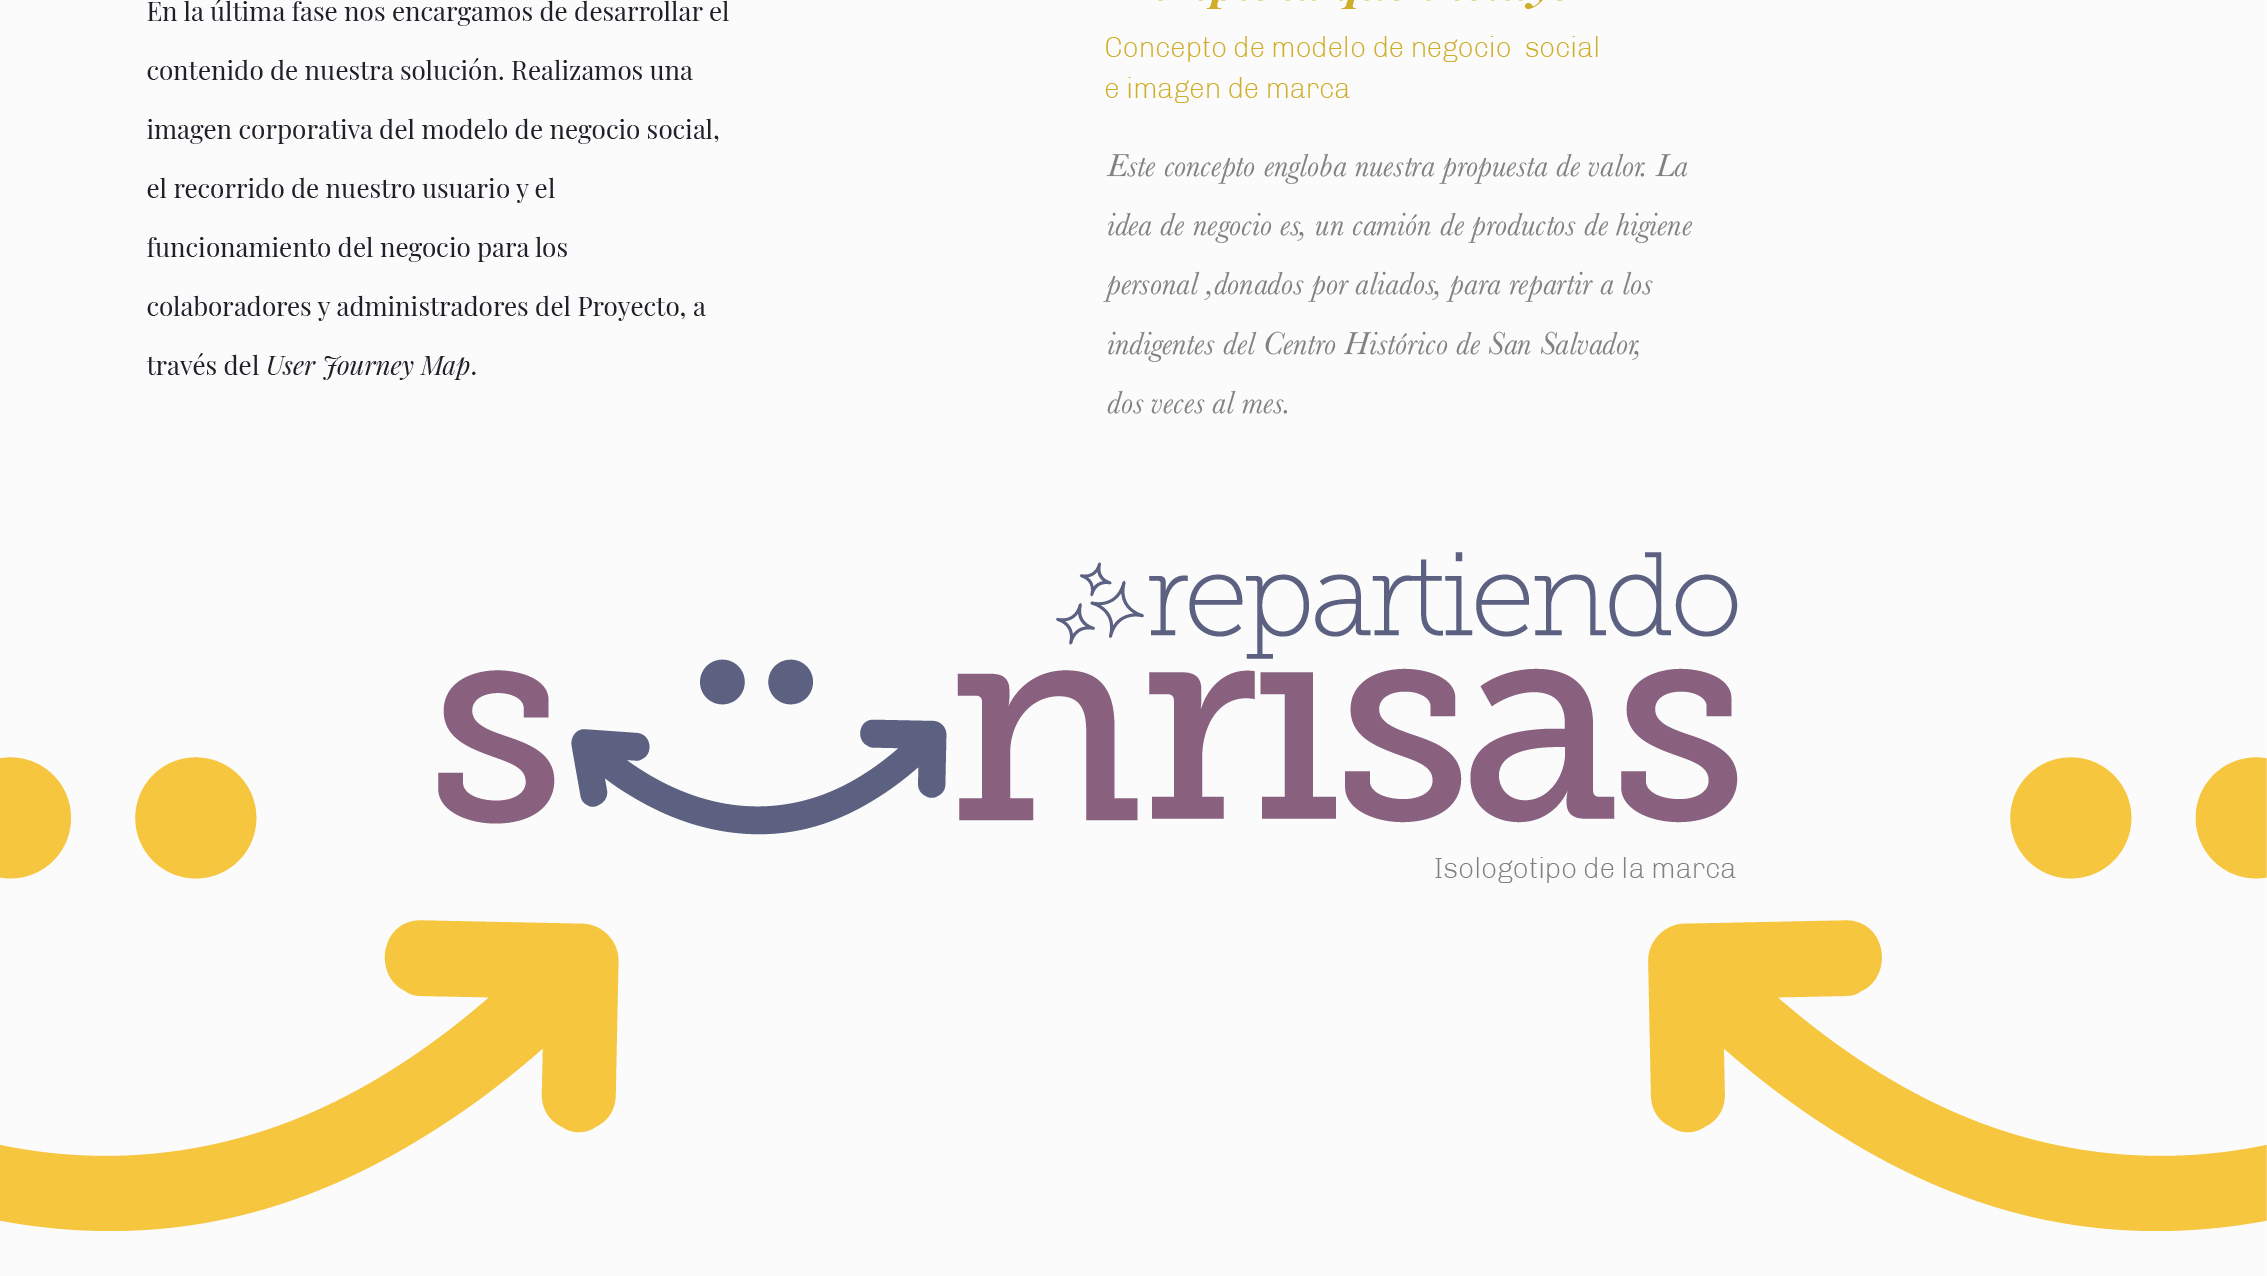 En la última fase nos encargamos de desarrollar el
contenido de nuestra solución. Realizamos una
imagen corporativa del modelo de negocio social,
el recorrido de nuestro usuario y el
funcionamiento del negocio para los
colaboradores y administradores del Proyecto, a
través del User Journey Map.
Concepto de modelo de negocio  social
e imagen de marca
Este concepto engloba nuestra propuesta de valor. La
idea de negocio es, un camión de productos de higiene
personal ,donados por aliados, para repartir a los
indigentes del Centro Histórico de San Salvador,
dos veces al mes.
repartiendo
s nrisas
Isologotipo de la marca